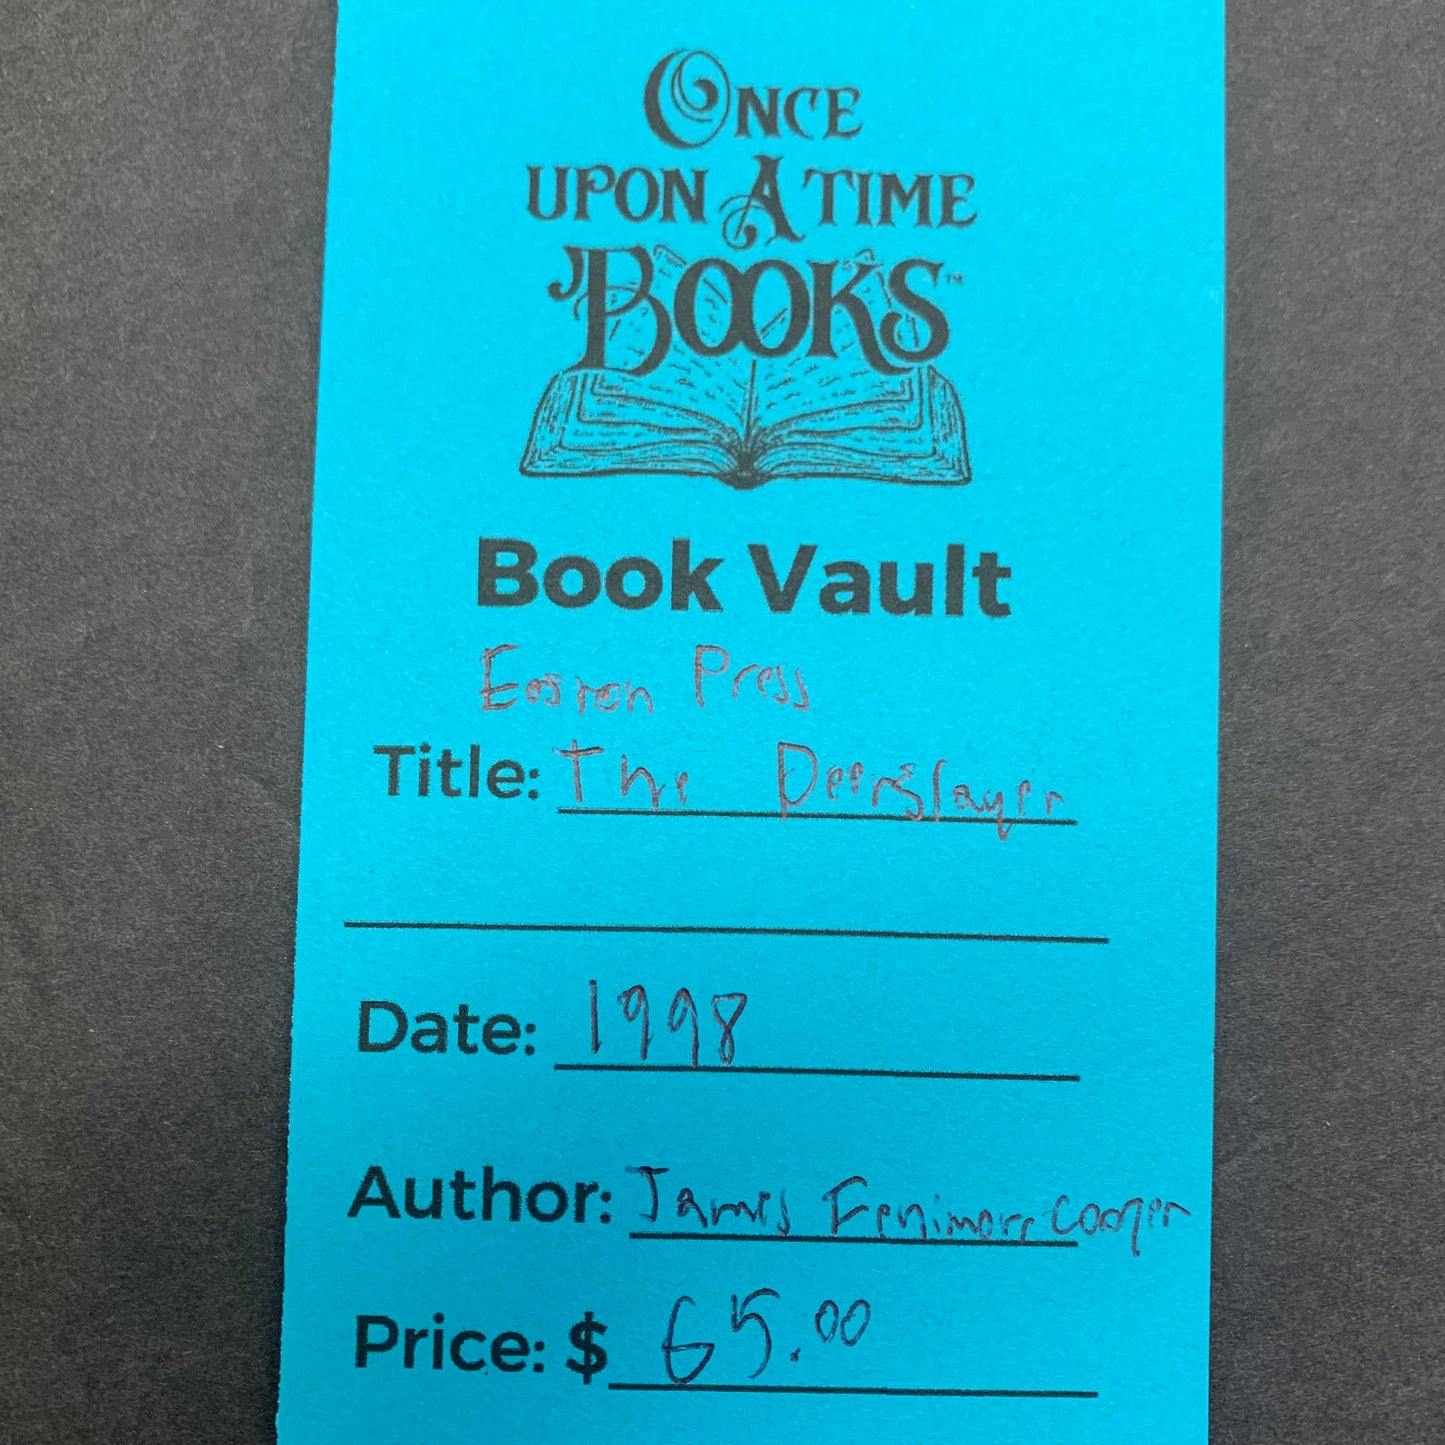 ONCE
UPON A TIME
BOOKS™
Book Vault
Easton Press
Title: The Deerslayer
Date: 1998
Author: James Fenimore Cooper
Price: $ 65.00